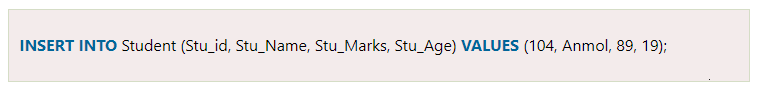 INSERT INTO Student (Stu_id, Stu_Name, Stu_Marks, Stu_Age) VALUES (104, Anmol, 89, 19);